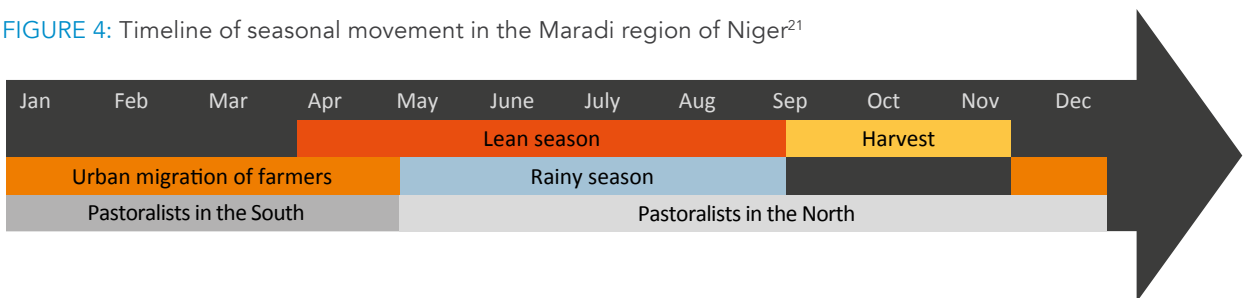 FIGURE 4: Timeline of seasonal movement in the Maradi region of Niger21
Jan Feb Mar Apr May June July Aug Sep Oct Nov Dec
Lean season Harvest
Urban migration of farmers Rainy season
Pastoralists in the South Pastoralists in the North